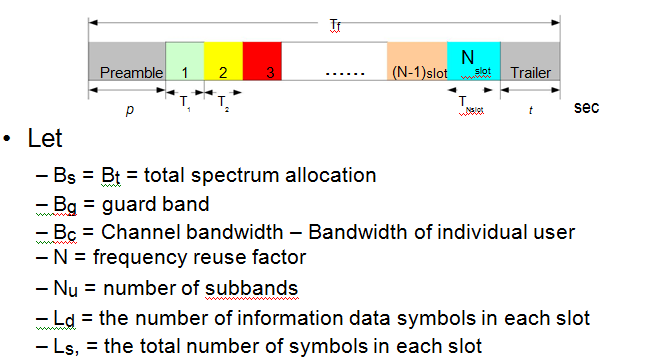 Tf
Preamble 1 2 3 ...... (N-1)slot Nslot Trailer
p T1 T2 TNslot t sec
• Let
– Bs = Bt = total spectrum allocation
– Bg = guard band
– Bc = Channel bandwidth – Bandwidth of individual user
– N = frequency reuse factor
– Nu = number of subbands
– Ld = the number of information data symbols in each slot
– Ls, = the total number of symbols in each slot